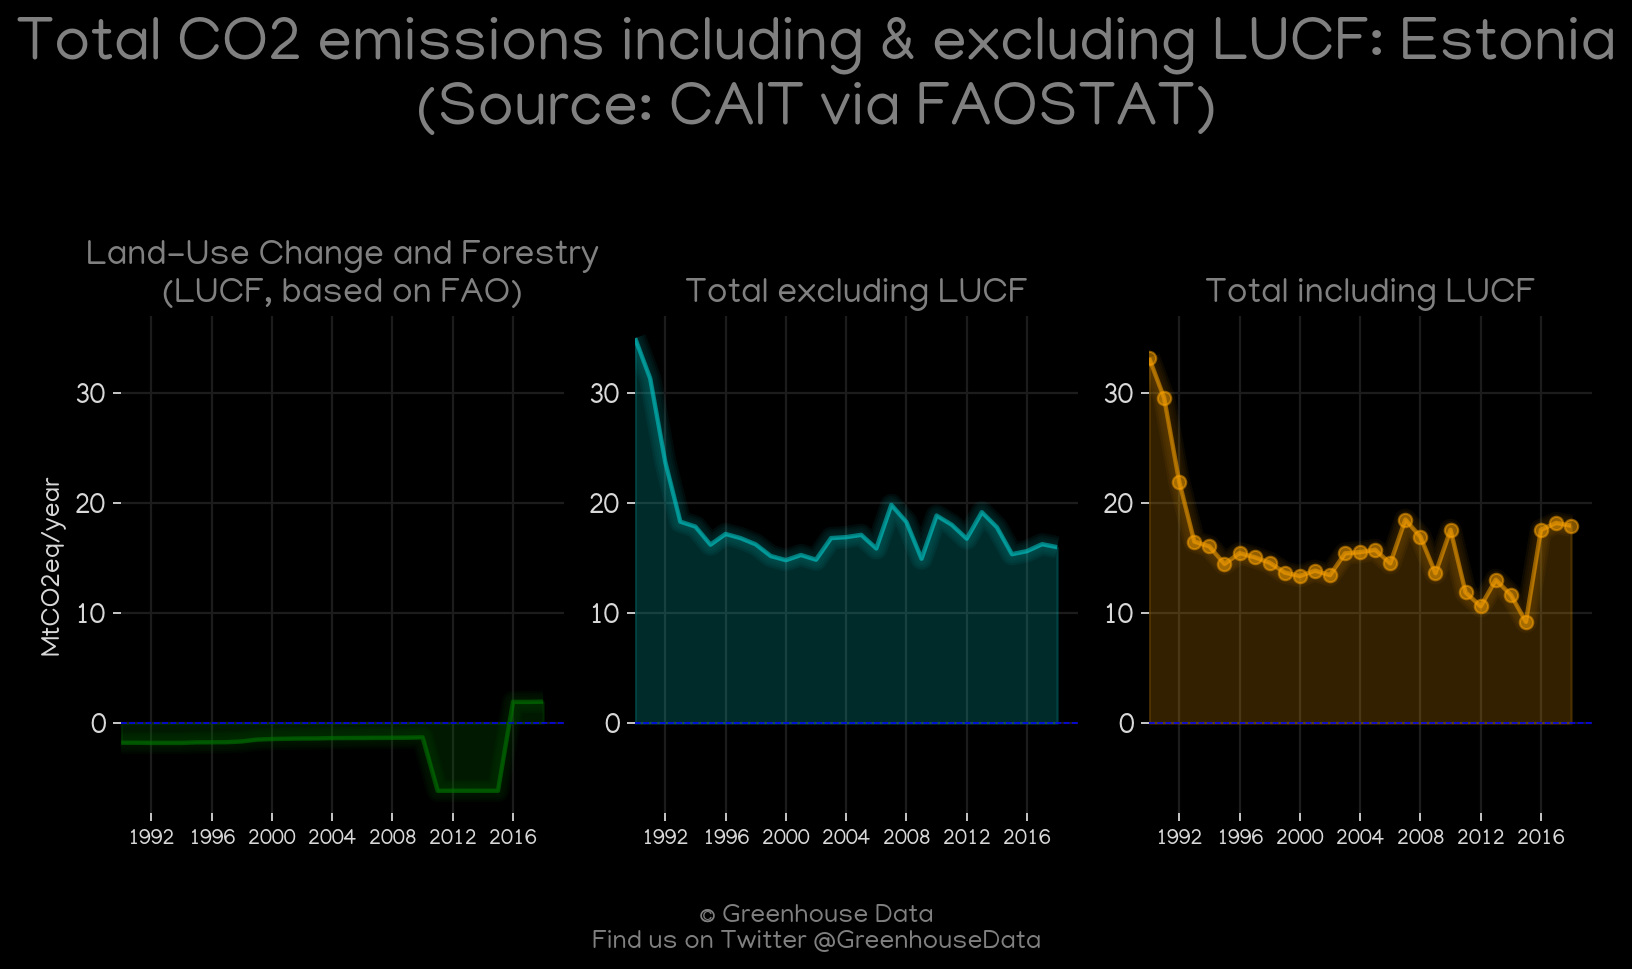 Total CO2 emissions including & excluding LUCF: Estonia
(Source: CAIT via FAOSTAT)
Land-Use Change and Forestry
(LUCF, based on FAO)
Total excluding LUCF
Total including LUCF
MtCO2eq/year
30
20
10
0
1992 1996 2000 2004 2008 2012 2016
30
20
10
0
1992 1996 2000 2004 2008 2012 2016
30
20
10
0
1992 1996 2000 2004 2008 2012 2016
© Greenhouse Data
Find us on Twitter @GreenhouseData